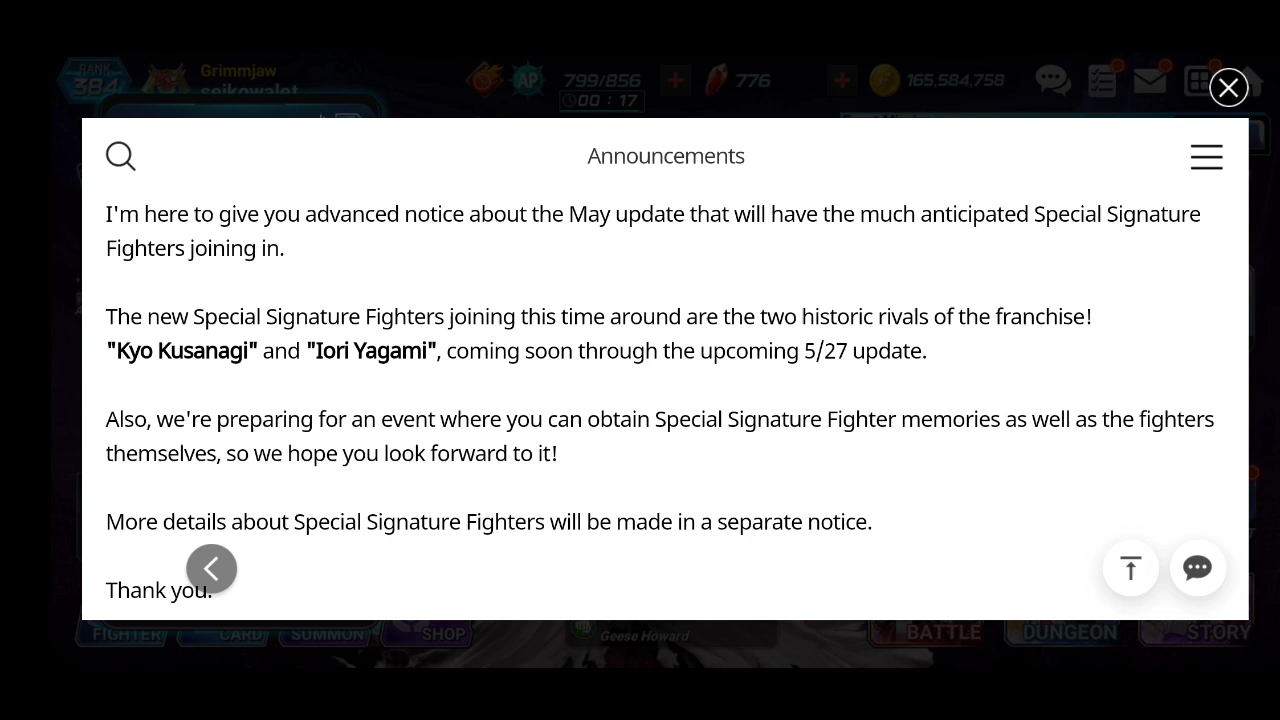 RANK
384
Grimmjaw
seikowalet
AP
799/856
00 : 17
776
165,584,758
Announcements
I'm here to give you advanced notice about the May update that will have the much anticipated Special Signature
Fighters joining in.
The new Special Signature Fighters joining this time around are the two historic rivals of the franchise!
"Kyo Kusanagi" and "Iori Yagami", coming soon through the upcoming 5/27 update.
Also, we're preparing for an event where you can obtain Special Signature Fighter memories as well as the fighters
themselves, so we hope you look forward to it!
More details about Special Signature Fighters will be made in a separate notice.
Thank you.
FIGHTER
CARD
SUMMON
SHOP
Geese Howard
BATTLE
DUNGEON
STORY